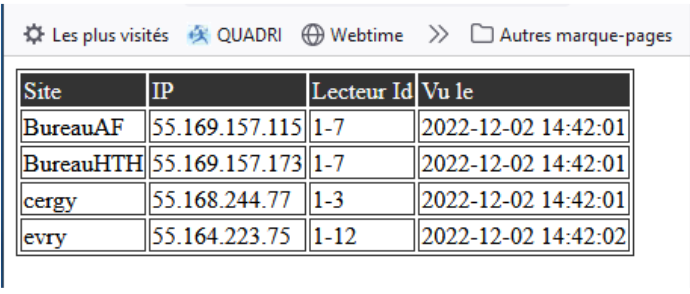 Les plus visités QUADRI Webtime Autres marque-pages
Site IP Lecteur Id Vu le
BureauAF 55.169.157.115 1-7 2022-12-02 14:42:01
BureauHTH 55.169.157.173 1-7 2022-12-02 14:42:01
cergy 55.168.244.77 1-3 2022-12-02 14:42:01
evry 55.164.223.75 1-12 2022-12-02 14:42:02